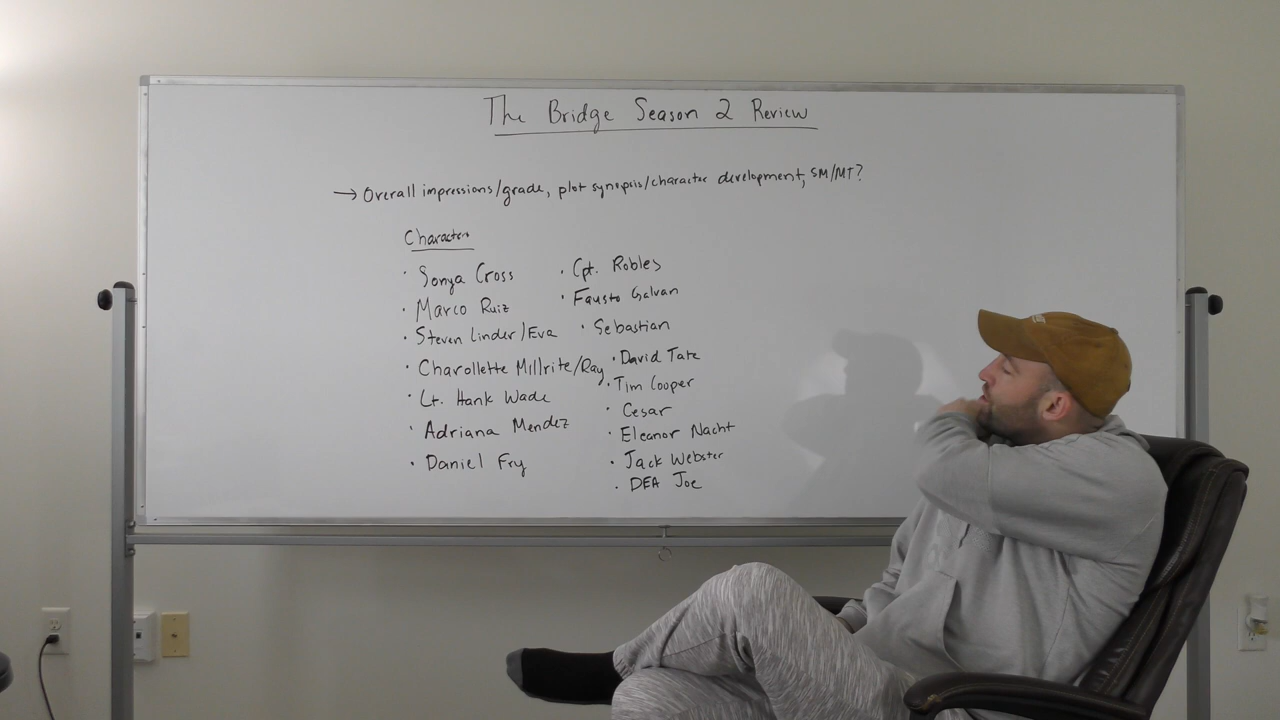 The Bridge Season 2 Review
→ Overall impressions/grade, plot synopsis/character development, SM/MT?
Characters
· Sonya Cross
· Marco Ruiz
· Steven Linder/Eva
· Charollette Millrite/Ray
· Lt. Hank Wade
· Adriana Mendez
· Daniel Fry
· Cpt. Robles
· Fausto Galvan
· Sebastian
· David Tate
· Tim Cooper
· Cesar
· Eleanor Nacht
· Jack Webster
· DEA Joe